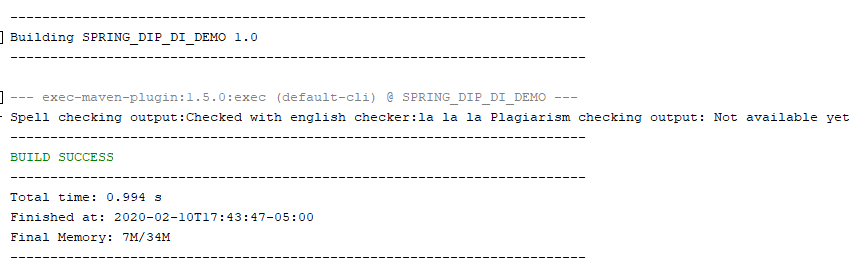 ------------------------------------------------------------------------
Building SPRING_DIP_DI_DEMO 1.0
------------------------------------------------------------------------
--- exec-maven-plugin:1.5.0:exec (default-cli) @ SPRING_DIP_DI_DEMO ---
Spell checking output:Checked with english checker:la la la Plagiarism checking output: Not available yet
------------------------------------------------------------------------
BUILD SUCCESS
------------------------------------------------------------------------
Total time: 0.994 s
Finished at: 2020-02-10T17:43:47-05:00
Final Memory: 7M/34M
------------------------------------------------------------------------